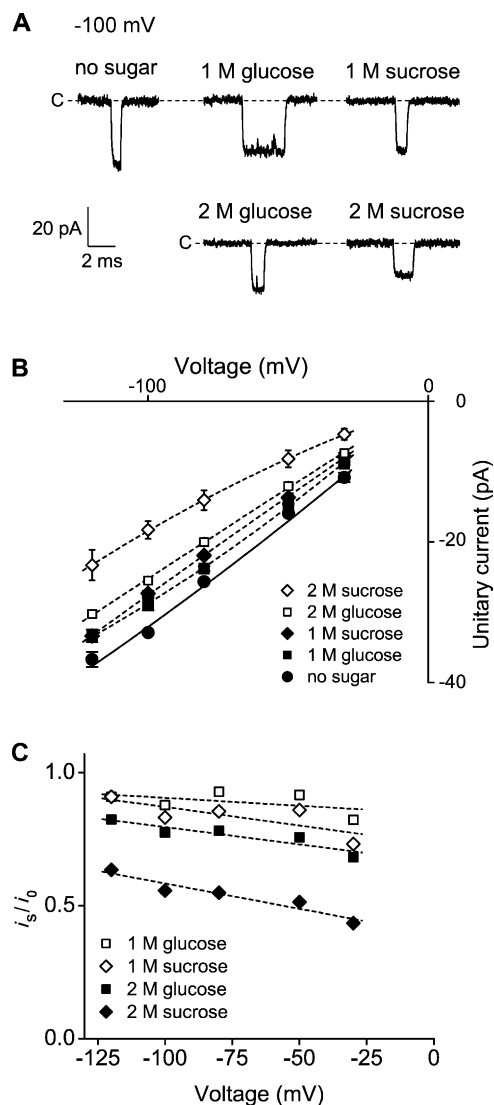 A
-100 mV
no sugar
1 M glucose
1 M sucrose
C
2 M glucose
2 M sucrose
20 pA
C
2 ms
B
Voltage (mV)
-100
0
0
-20
-40
Unitary current (pA)
2 M sucrose
2 M glucose
1 M sucrose
1 M glucose
no sugar
C
1.0
0.5
0.0
is/i0
1 M glucose
1 M sucrose
2 M glucose
2 M sucrose
-125
-100
-75
-50
-25
0
Voltage (mV)